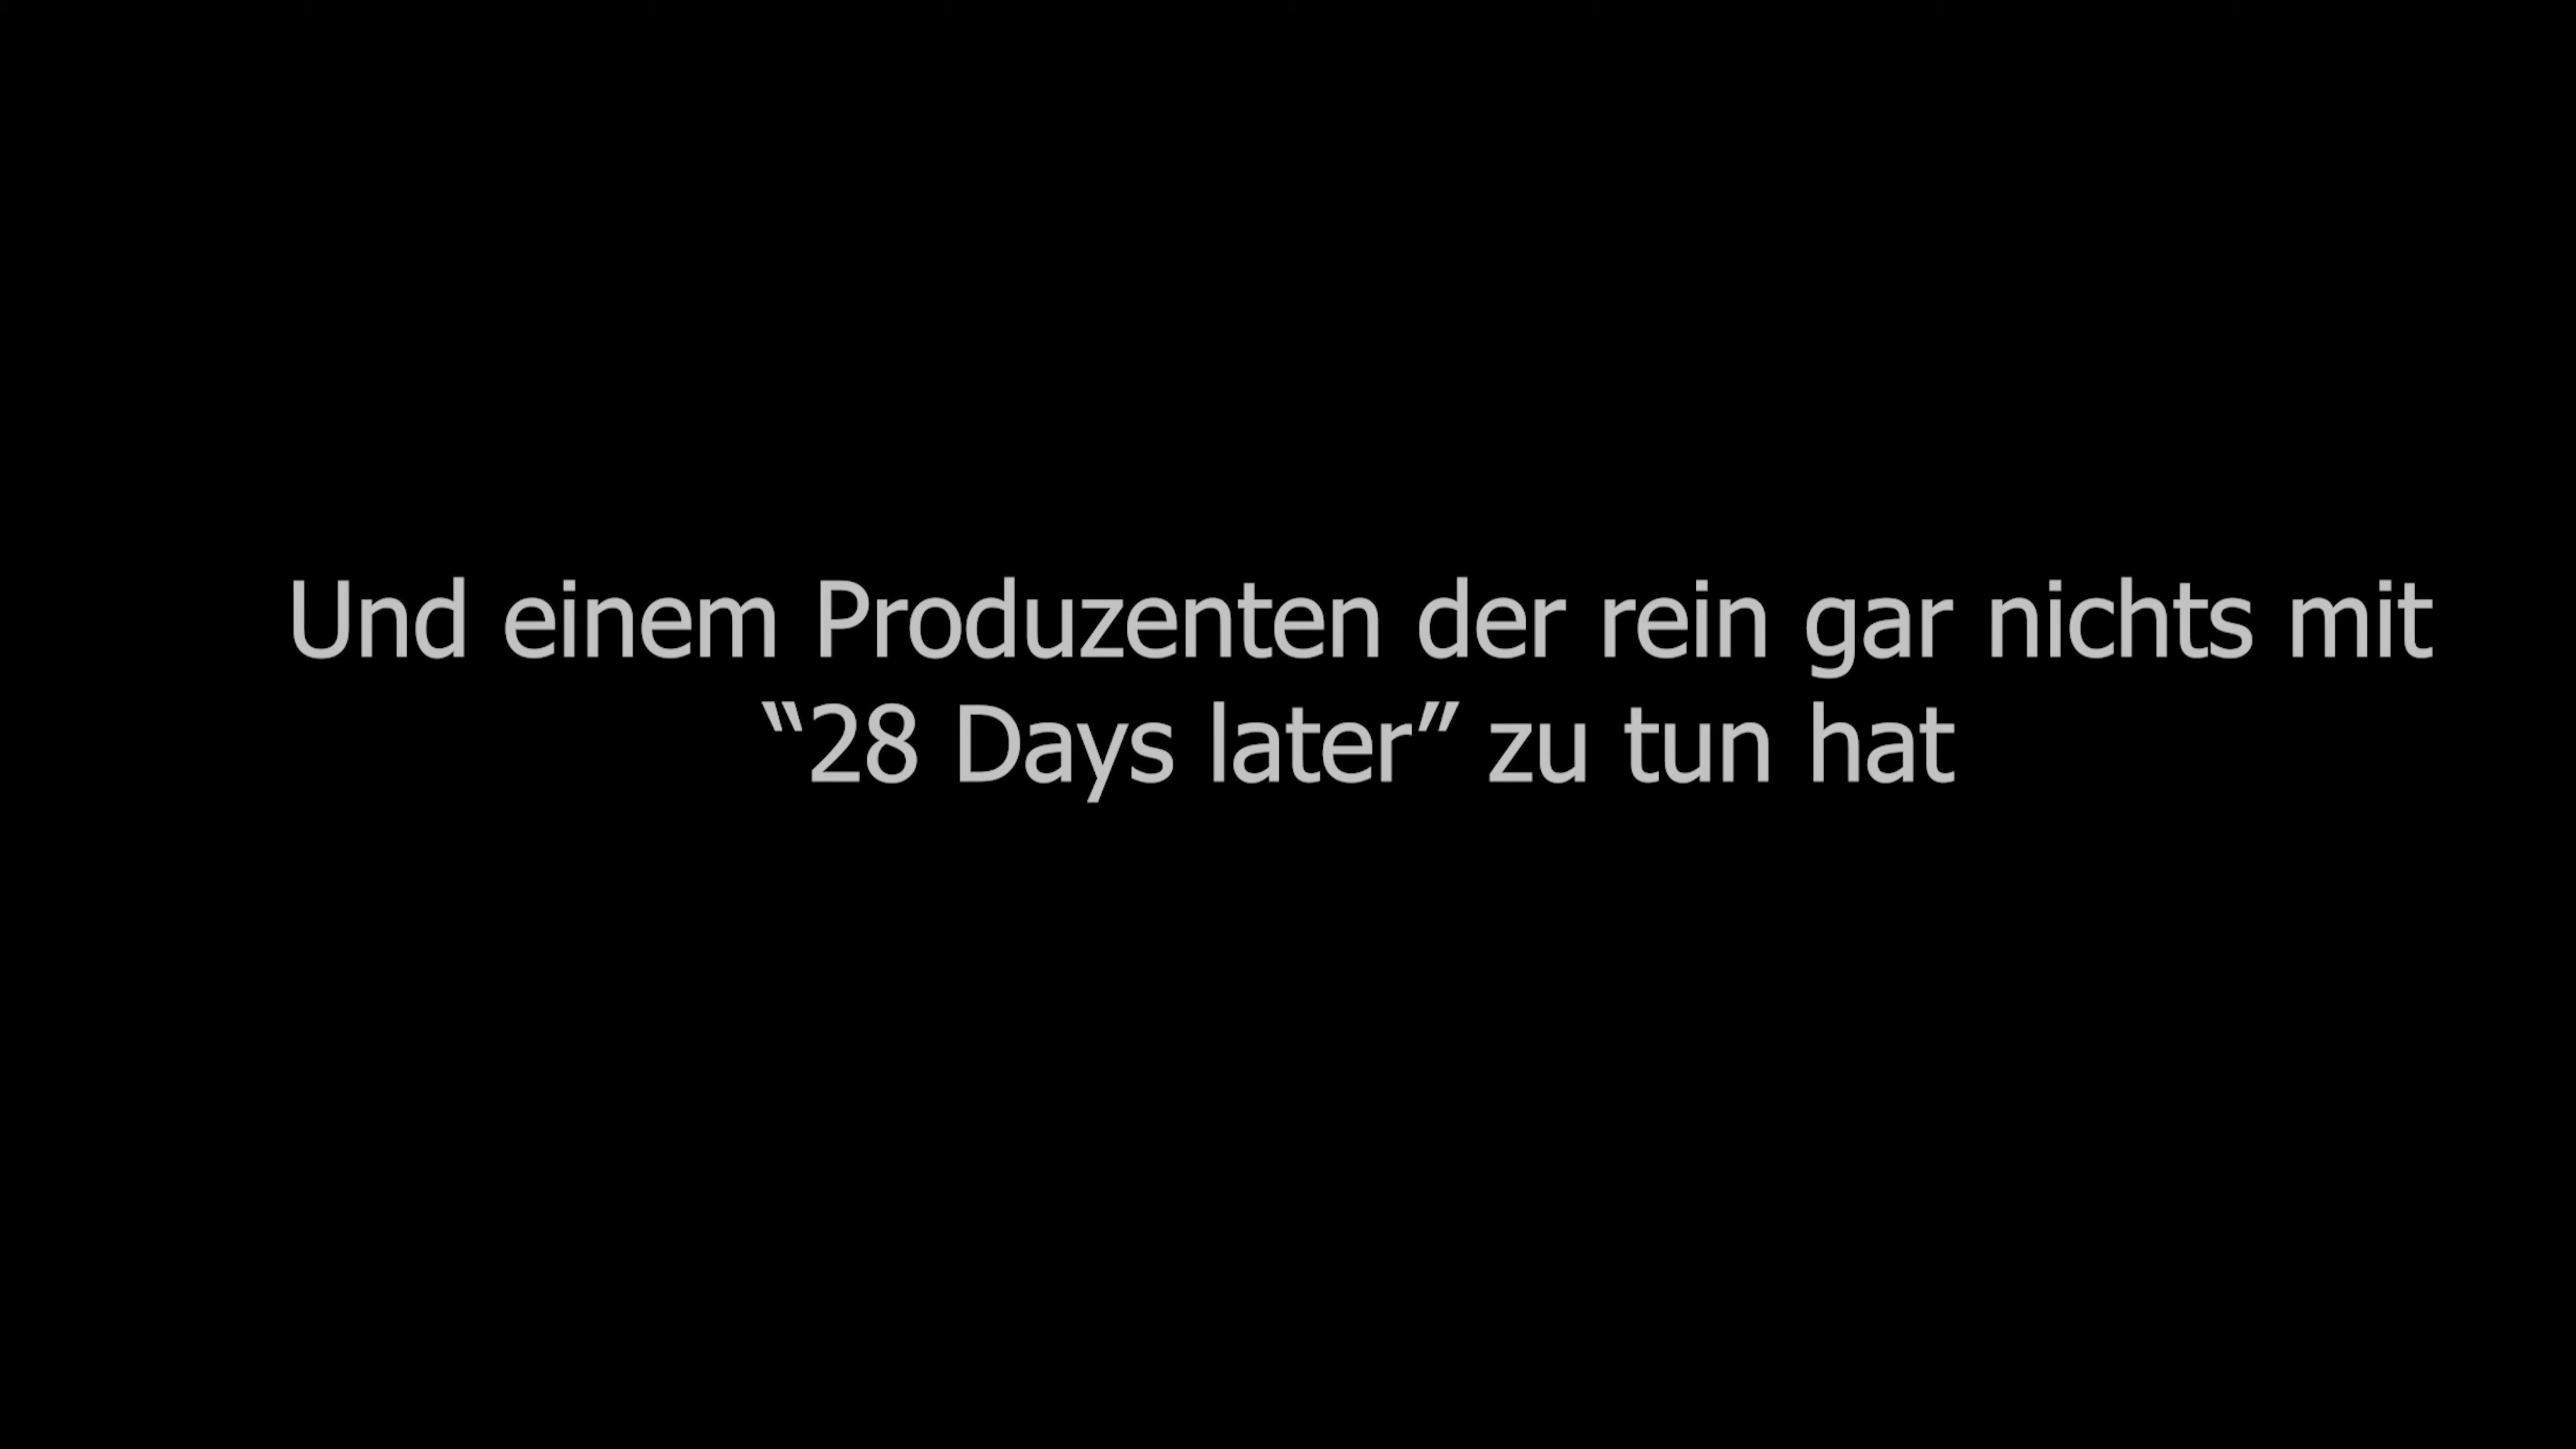 Und einem Produzenten der rein gar nichts mit
“28 Days later” zu tun hat